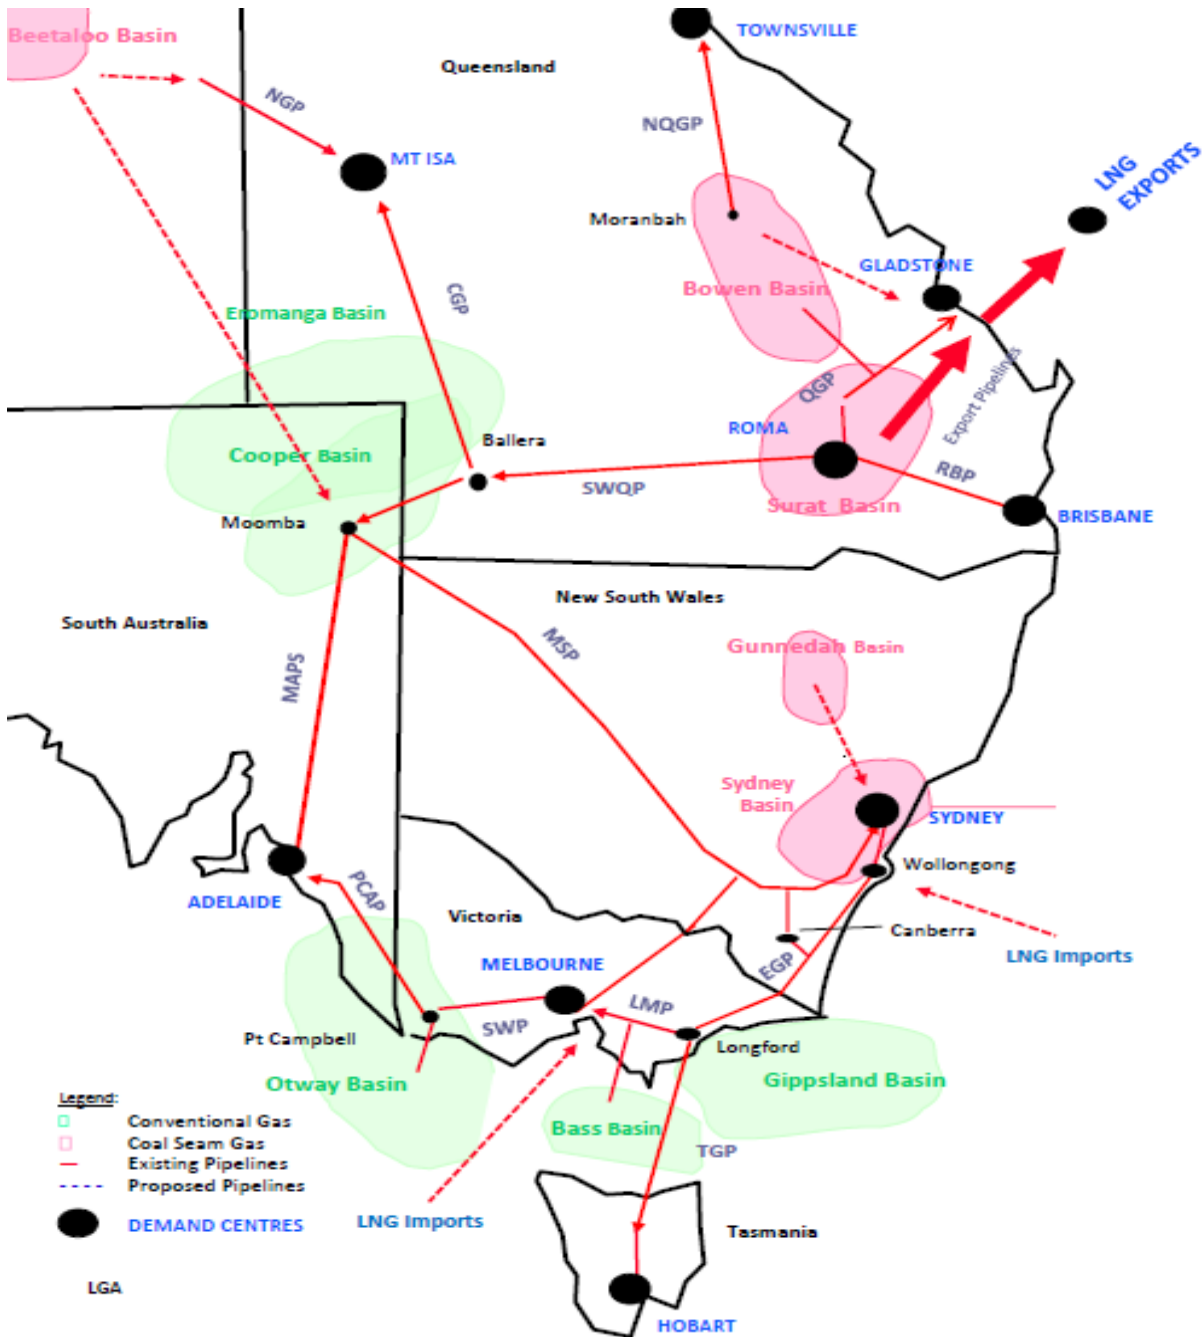 Beetaloo Basin
TOWNSVILLE
Queensland
NGP
NQGP
MT ISA
LNG
EXPORTS
Moranbah
GLADSTONE
Bowen Basin
CGP
Eromanga Basin
QGP
Export Pipelines
ROMA
Ballera
Cooper Basin
SWQP
RBP
Surat Basin
BRISBANE
Moomba
New South Wales
South Australia
MSP
Gunnedah Basin
MAPS
Sydney
Basin
SYDNEY
Wollongong
PCAP
ADELAIDE
Victoria
Canberra
EGP
LNG Imports
MELBOURNE
LMP
SWP
Pt Campbell
Longford
Otway Basin
Gippsland Basin
Legend:
Conventional Gas
Coal Seam Gas
Existing Pipelines
Proposed Pipelines
DEMAND CENTRES
Bass Basin
TGP
LNG Imports
Tasmania
LGA
HOBART